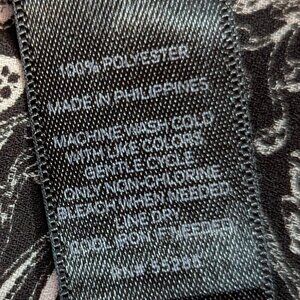 100% POLYESTER
MADE IN PHILIPPINES
MACHINE WASH COLD
WITH LIKE COLORS
GENTLE CYCLE
ONLY NON-CHLORINE
BLEACH WHEN NEEDED
LINE DRY
COOL IRON IF NEEDED